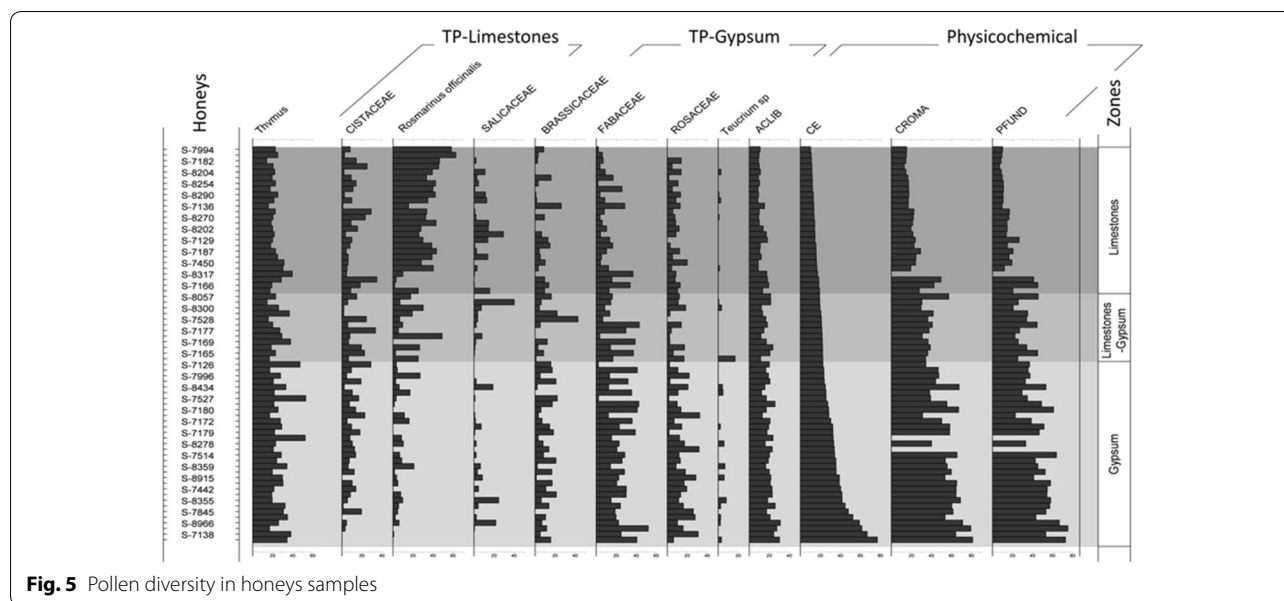 TP-Limestones TP-Gypsum Physicochemical
Honeys
Thymus
CISTACEAE
Rosmarinus officinalis
SALICACEAE
BRASSICACEAE
FABACEAE
ROSACEAE
Teucrium sp
ACLIB
CE
CROMA
PFUND
Zones
S-7994
S-7182
S-8204
S-8254
S-8290
S-7136
S-8270
S-8202
S-7129
S-7187
S-7450
S-8317
S-7166
S-8057
S-8300
S-7528
S-7177
S-7169
S-7165
S-7126
S-7996
S-8434
S-7527
S-7180
S-7172
S-7179
S-8278
S-7514
S-8359
S-8915
S-7442
S-8355
S-7845
S-8966
S-7138
Limestones
Limestones
-Gypsum
Gypsum
Fig. 5 Pollen diversity in honeys samples